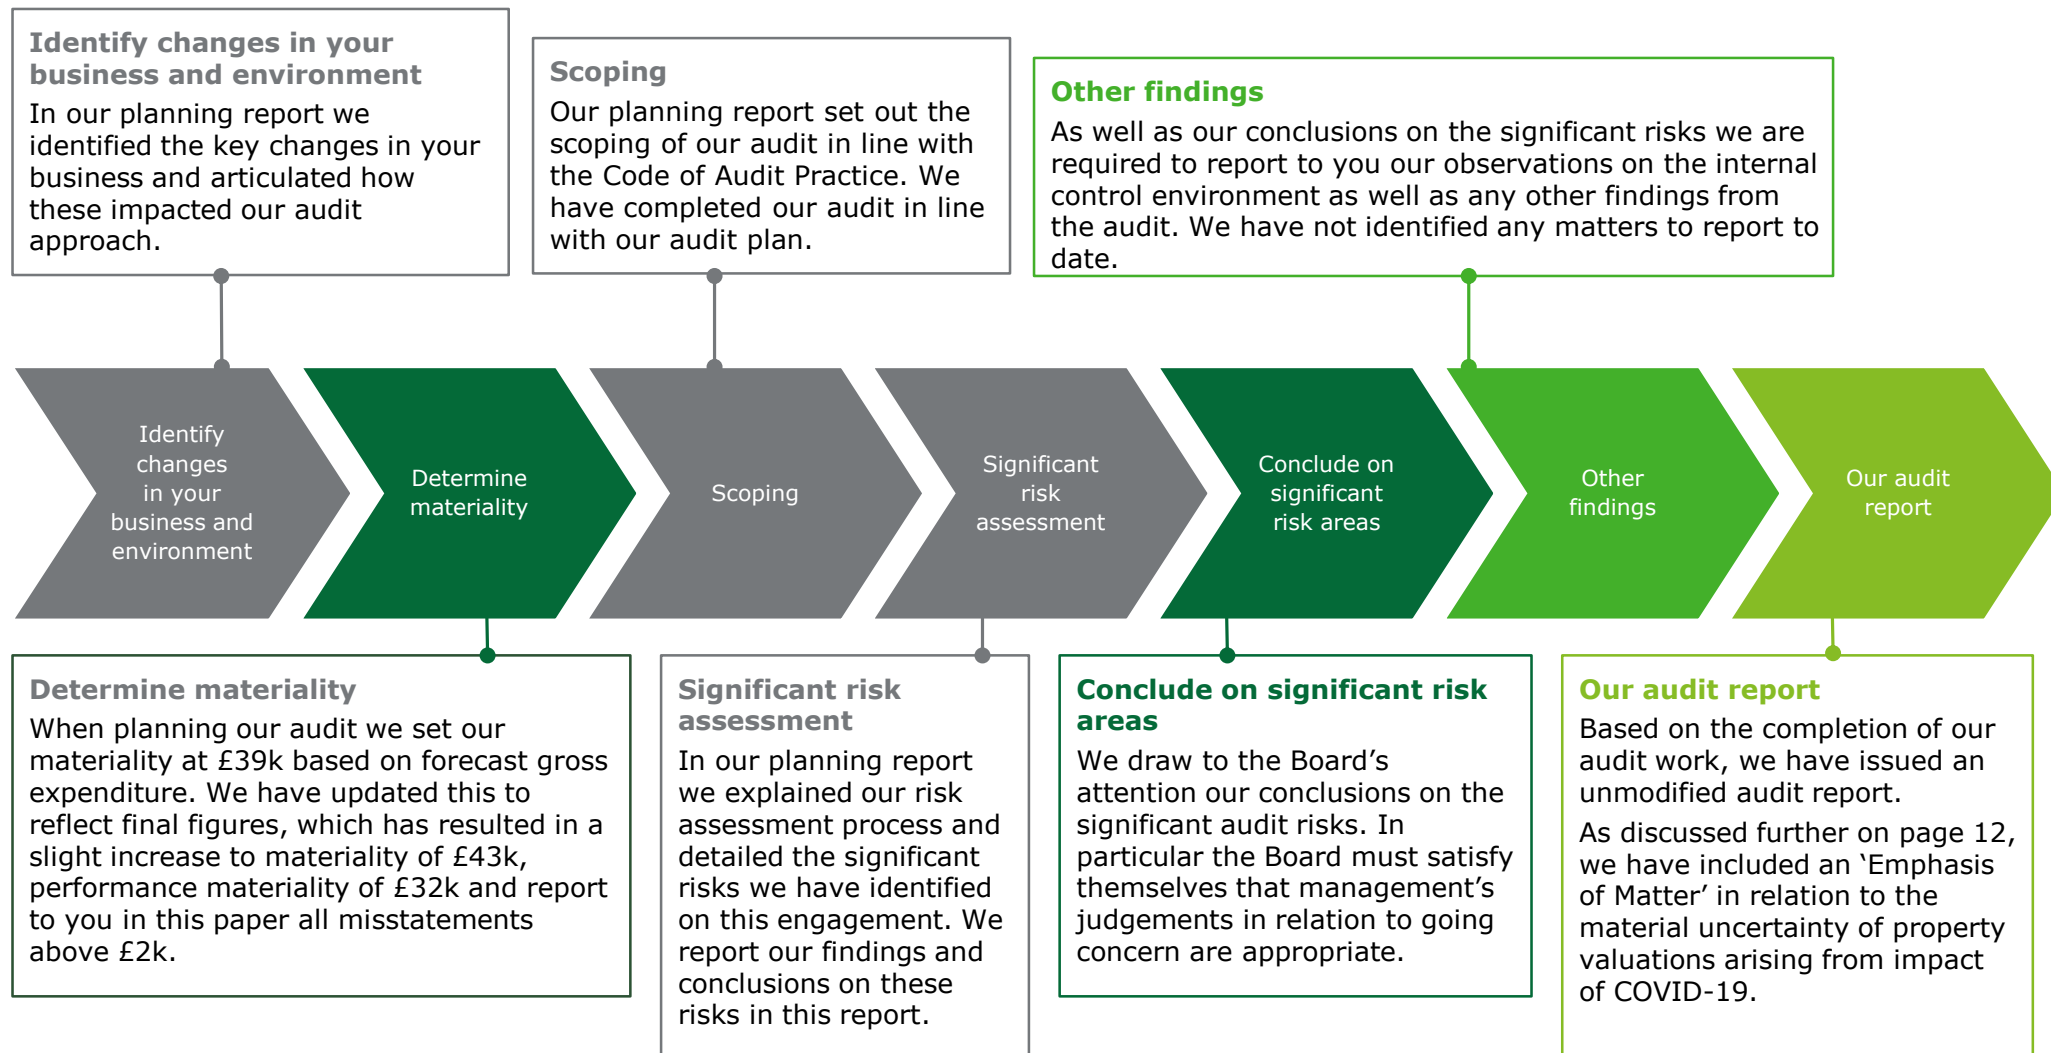 Identify changes in your
business and environment
In our planning report we
identified the key changes in your
business and articulated how
these impacted our audit
approach.
Scoping
Our planning report set out the
scoping of our audit in line with
the Code of Audit Practice. We
have completed our audit in line
with our audit plan.
Other findings
As well as our conclusions on the significant risks we are
required to report to you our observations on the internal
control environment as well as any other findings from
the audit. We have not identified any matters to report to
date.
Identify
changes
in your
business and
environment
Determine
materiality
Scoping
Significant
risk
assessment
Conclude on
significant
risk areas
Other
findings
Our audit
report
Determine materiality
When planning our audit we set our
materiality at £39k based on forecast gross
expenditure. We have updated this to
reflect final figures, which has resulted in a
slight increase to materiality of £43k,
performance materiality of £32k and report
to you in this paper all misstatements
above £2k.
Significant risk
assessment
In our planning report
we explained our risk
assessment process and
detailed the significant
risks we have identified
on this engagement. We
report our findings and
conclusions on these
risks in this report.
Conclude on significant risk
areas
We draw to the Board’s
attention our conclusions on the
significant audit risks. In
particular the Board must satisfy
themselves that management’s
judgements in relation to going
concern are appropriate.
Our audit report
Based on the completion of our
audit work, we have issued an
unmodified audit report.
As discussed further on page 12,
we have included an ‘Emphasis
of Matter’ in relation to the
material uncertainty of property
valuations arising from impact
of COVID-19.